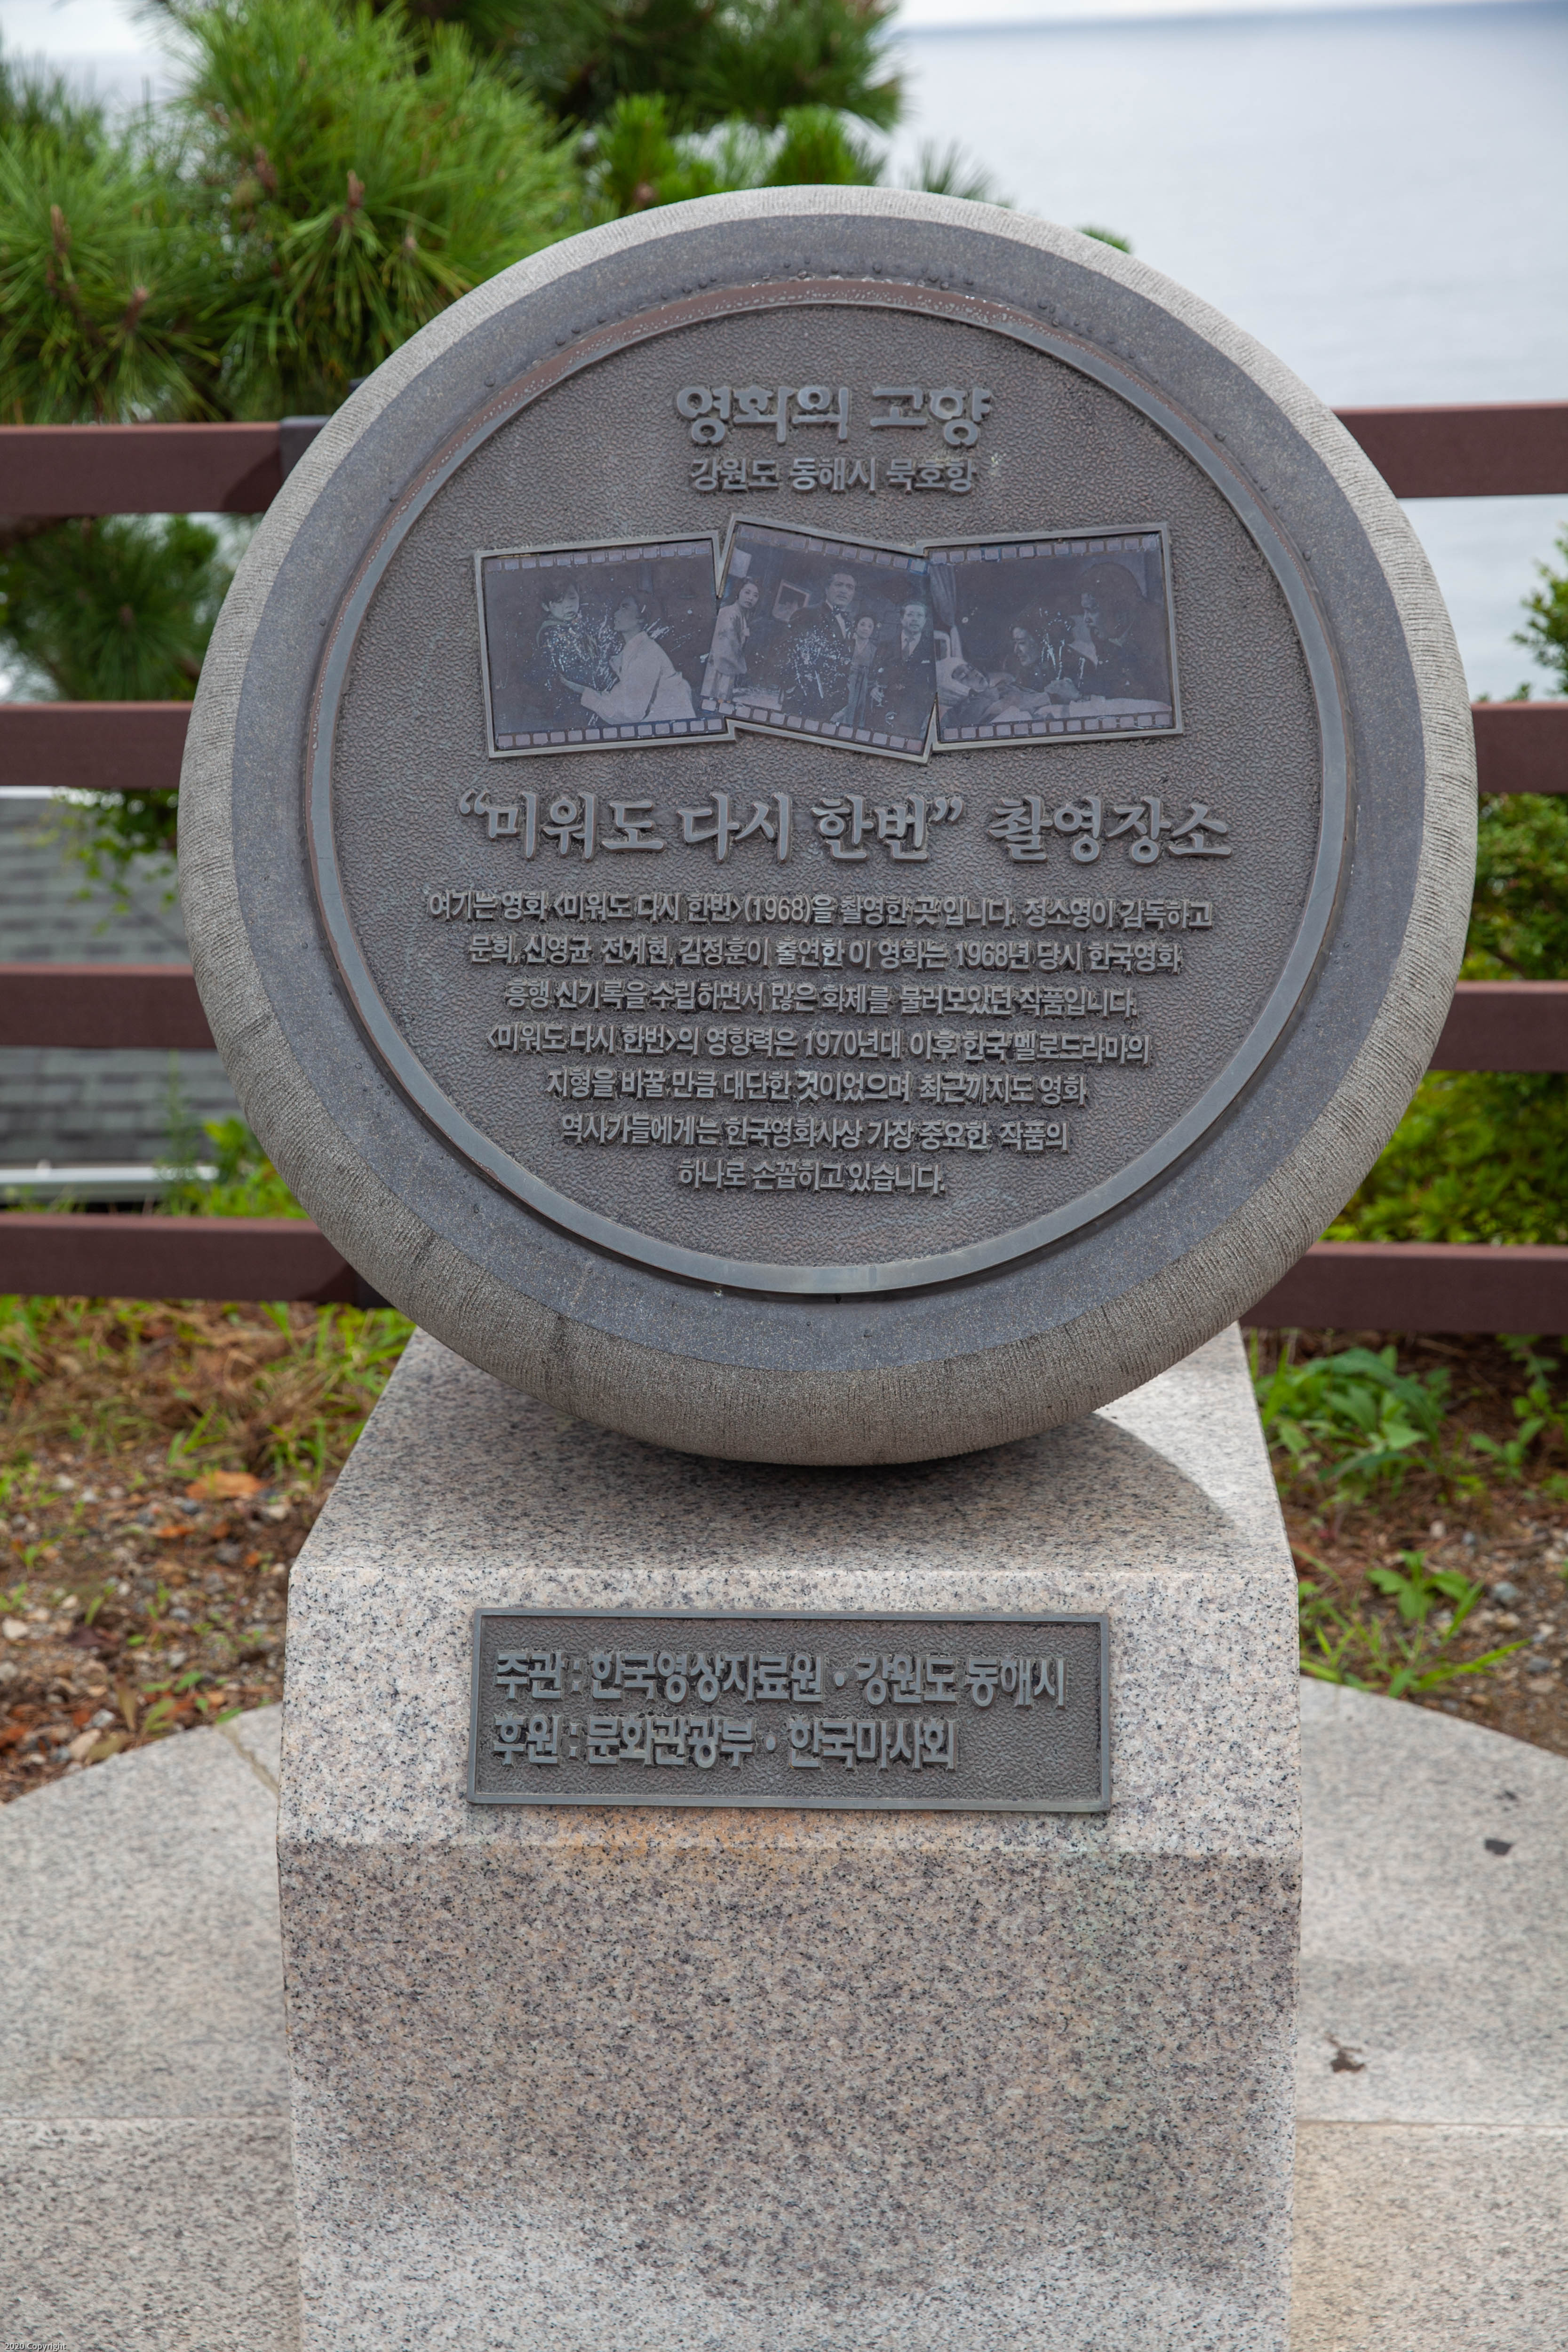 영화의 고향
강원도 동해시 묵호항
“미워도 다시 한번” 촬영장소
여기는 영화 <미워도 다시 한번>(1968)을 촬영한 곳입니다. 정소영이 감독하고
문희, 신영균, 전계현, 김정훈이 출연한 이 영화는 1968년 당시 한국영화
흥행 신기록을 수립하면서 많은 화제를 불러모았던 작품입니다.
<미워도 다시 한번>의 영향력은 1970년대 이후 한국 멜로드라마의
지형을 바꿀 만큼 대단한 것이었으며 최근까지도 영화
역사가들에게는 한국영화사상 가장 중요한 작품의
하나로 손꼽히고 있습니다.
주관 : 한국영상자료원 · 강원도 동해시
후원 : 문화관광부 · 한국마사회
2020 Copyright.